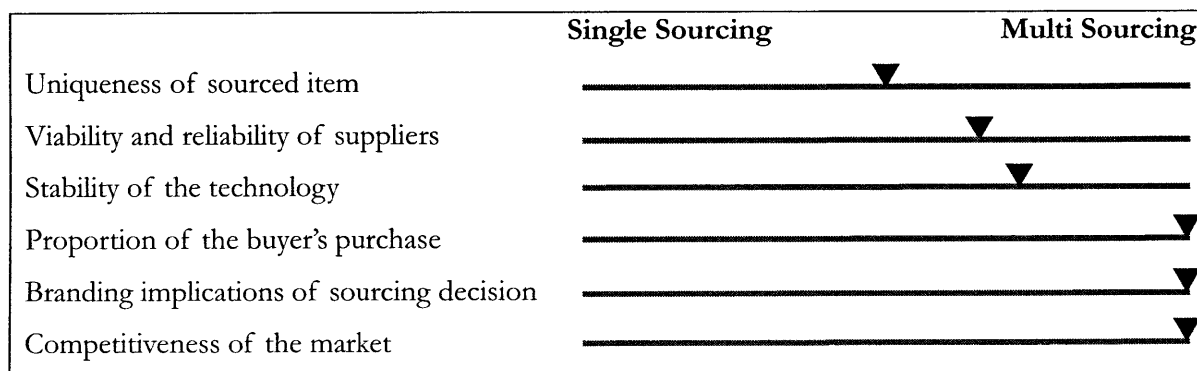 Single Sourcing Multi Sourcing
Uniqueness of sourced item
Viability and reliability of suppliers
Stability of the technology
Proportion of the buyer's purchase
Branding implications of sourcing decision
Competitiveness of the market